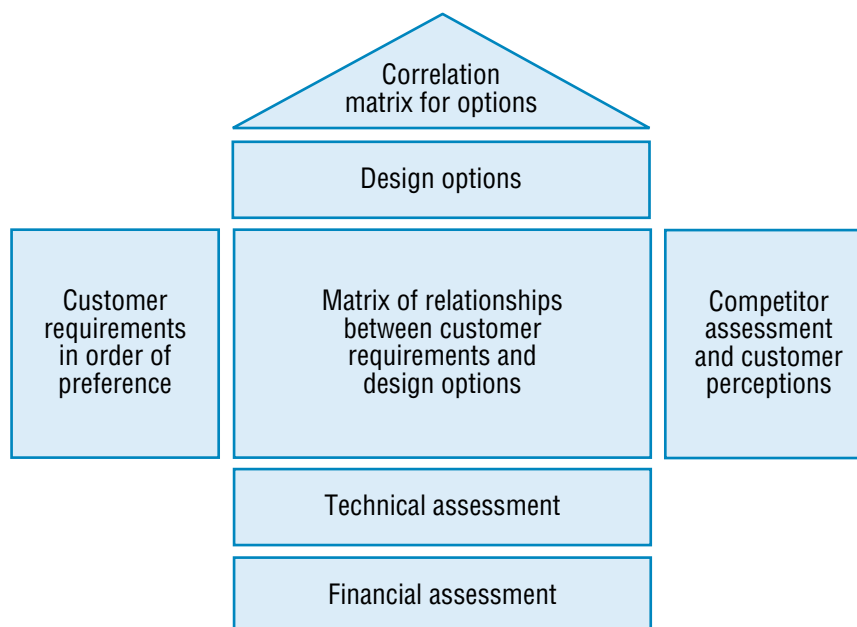 Correlation
matrix for options
Design options
Customer
requirements
in order of
preference
Matrix of relationships
between customer
requirements and
design options
Competitor
assessment
and customer
perceptions
Technical assessment
Financial assessment